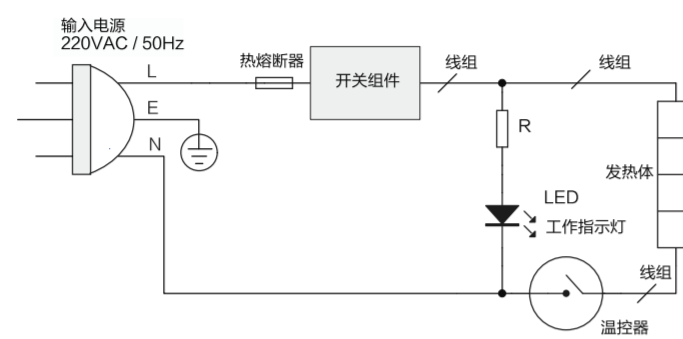 输入电源
220VAC / 50Hz
L
热熔断器
开关组件
线组
线组
E
R
N
发热体
LED
工作指示灯
线组
温控器